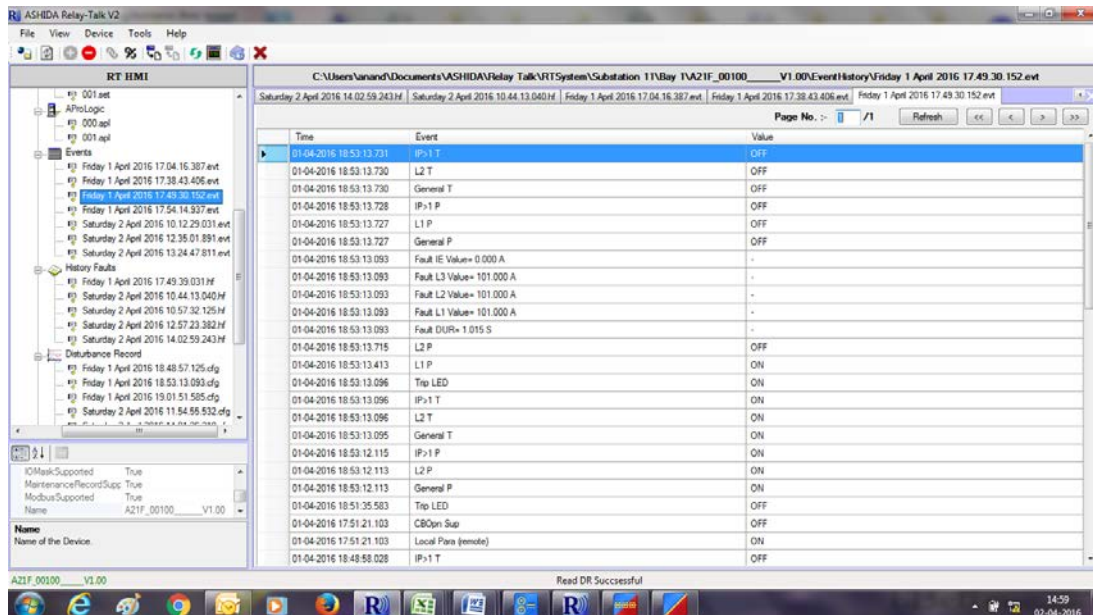 ASHIDA Relay-Talk V2
File View Device Tools Help
RT HMI
C:\Users\anand\Documents\ASHIDA\Relay Talk\RTSystem\Substation 11\Bay 1\A21F_00100_____V1.00\EventHistory\Friday 1 April 2016 17.49.30.152.evt
001.set
AProLogic
000.apl
001.apl
Events
Friday 1 April 2016 17.04.16.387.evt
Friday 1 April 2016 17.38.43.406.evt
Friday 1 April 2016 17.49.30.152.evt
Friday 1 April 2016 17.54.14.937.evt
Saturday 2 April 2016 10.12.29.031.evt
Saturday 2 April 2016 12.35.01.891.evt
Saturday 2 April 2016 13.24.47.811.evt
History Faults
Friday 1 April 2016 17.49.39.031.hf
Saturday 2 April 2016 10.44.13.040.hf
Saturday 2 April 2016 10.57.32.125.hf
Saturday 2 April 2016 12.57.23.382.hf
Saturday 2 April 2016 14.02.59.243.hf
Disturbance Record
Friday 1 April 2016 18.48.57.125.cfg
Friday 1 April 2016 18.53.13.093.cfg
Friday 1 April 2016 19.01.51.585.cfg
Saturday 2 April 2016 11.54.55.532.cfg
IOMaskSupported True
MaintenanceRecordSupp True
ModbusSupported True
Name A21F_00100_____V1.00
Name
Name of the Device.
Saturday 2 April 2016 14.02.59.243.hf Saturday 2 April 2016 10.44.13.040.hf Friday 1 April 2016 17.04.16.387.evt Friday 1 April 2016 17.38.43.406.evt Friday 1 April 2016 17.49.30.152.evt
Page No. :- 1 /1 Refresh << < > >>
Time Event Value
01-04-2016 18:53:13.731 IP>1 T OFF
01-04-2016 18:53:13.730 L2 T OFF
01-04-2016 18:53:13.730 General T OFF
01-04-2016 18:53:13.728 IP>1 P OFF
01-04-2016 18:53:13.727 L1 P OFF
01-04-2016 18:53:13.727 General P OFF
01-04-2016 18:53:13.093 Fault IE Value= 0.000 A -
01-04-2016 18:53:13.093 Fault L3 Value= 101.000 A -
01-04-2016 18:53:13.093 Fault L2 Value= 101.000 A -
01-04-2016 18:53:13.093 Fault L1 Value= 101.000 A -
01-04-2016 18:53:13.093 Fault DUR= 1.015 S -
01-04-2016 18:53:13.715 L2 P OFF
01-04-2016 18:53:13.413 L1 P ON
01-04-2016 18:53:13.096 Trip LED ON
01-04-2016 18:53:13.096 IP>1 T ON
01-04-2016 18:53:13.096 L2 T ON
01-04-2016 18:53:13.095 General T ON
01-04-2016 18:53:12.115 IP>1 P ON
01-04-2016 18:53:12.113 L2 P ON
01-04-2016 18:53:12.113 General P ON
01-04-2016 18:51:35.583 Trip LED OFF
01-04-2016 17:51:21.103 CBOpn Sup OFF
01-04-2016 17:51:21.103 Local Para (remote) ON
01-04-2016 18:48:58.028 IP>1 T OFF
A21F_00100_____V1.00 Read DR Succsessful
14:59
02-04-2016